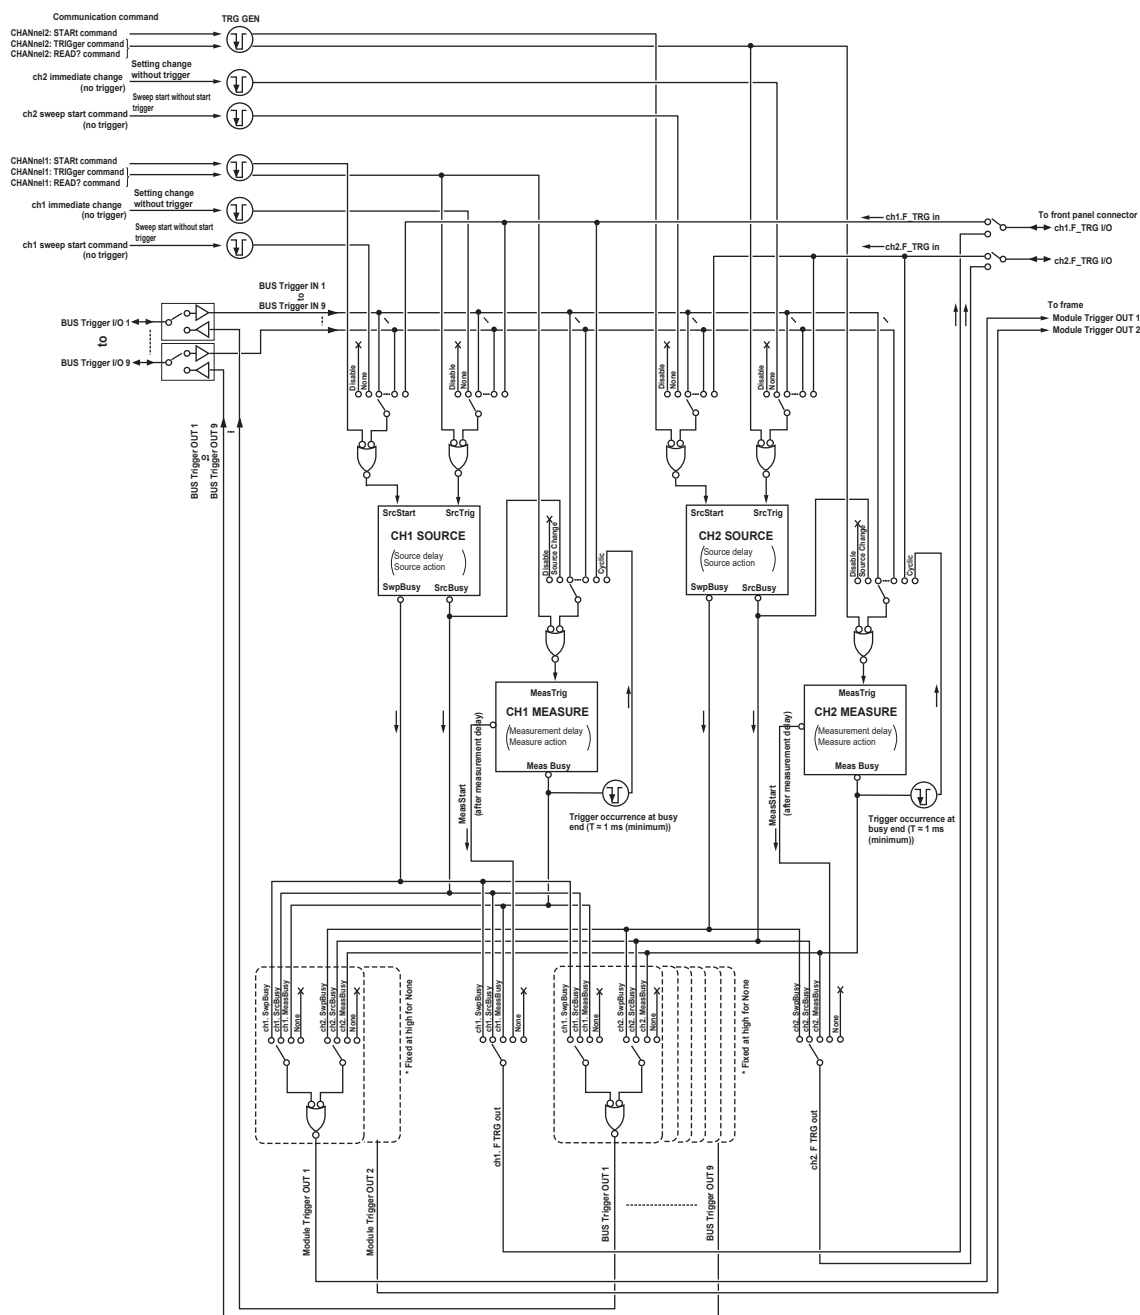 Communication command
TRG GEN
CHANnel2: STARt command
CHANnel2: TRIGger command
CHANnel2: READ? command
Setting change
without trigger
ch2 immediate change
(no trigger)
Sweep start without start
trigger
ch2 sweep start command
(no trigger)
CHANnel1: STARt command
CHANnel1: TRIGger command
CHANnel1: READ? command
Setting change
without trigger
ch1 immediate change
(no trigger)
Sweep start without start
trigger
ch1 sweep start command
(no trigger)
ch1.F_TRG in
To front panel connector
ch1.F_TRG I/O
ch2.F_TRG in
ch2.F_TRG I/O
BUS Trigger IN 1
to
BUS Trigger IN 9
To frame
Module Trigger OUT 1
Module Trigger OUT 2
BUS Trigger I/O 1
to
BUS Trigger I/O 9
Disable
None
Disable
None
Disable
None
Disable
None
BUS Trigger OUT 1
to
BUS Trigger OUT 9
SrcStart
SrcTrig
CH1 SOURCE
Source delay
Source action
SwpBusy
SrcBusy
Disable
Source Change
Cyclic
SrcStart
SrcTrig
CH2 SOURCE
Source delay
Source action
SwpBusy
SrcBusy
Disable
Source Change
Cyclic
MeasTrig
CH1 MEASURE
Measurement delay
Measure action
Meas Busy
MeasTrig
CH2 MEASURE
Measurement delay
Measure action
Meas Busy
MeasStart
(after measurement delay)
MeasStart
(after measurement delay)
Trigger occurrence at busy
end (T ≈ 1 ms (minimum))
Trigger occurrence at
busy end (T ≈ 1 ms
(minimum))
ch1. SwpBusy
ch1. SrcBusy
ch1. MeasBusy
None
ch2. SwpBusy
ch2. SrcBusy
ch2. MeasBusy
None
* Fixed at high for None
ch1. SwpBusy
ch1. SrcBusy
ch1. MeasBusy
None
ch1. SwpBusy
ch1. SrcBusy
ch1. MeasBusy
None
ch2. SwpBusy
ch2. SrcBusy
ch2. MeasBusy
None
* Fixed at high for None
ch2. SwpBusy
ch2. SrcBusy
ch2. MeasBusy
None
Module Trigger OUT 1
Module Trigger OUT 2
ch1. F TRG out
BUS Trigger OUT 1
BUS Trigger OUT 9
ch2. F TRG out